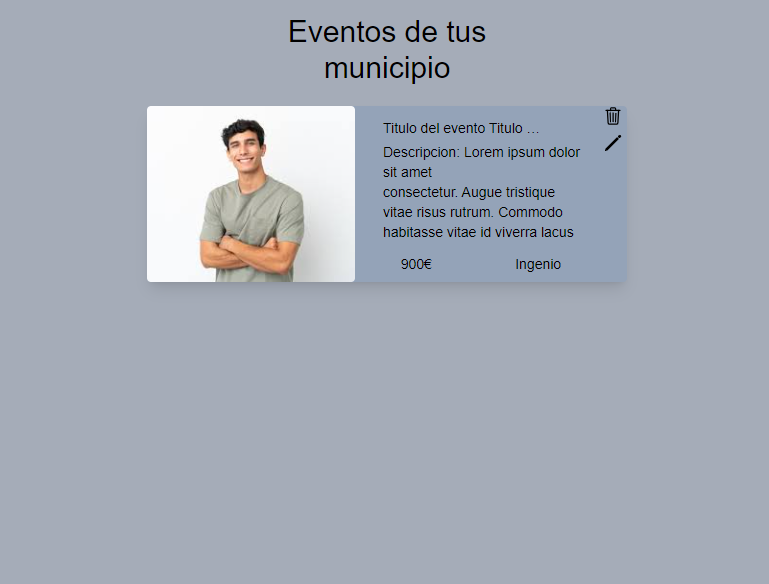 Eventos de tus
municipio
Titulo del evento Titulo ...
Descripcion: Lorem ipsum dolor
sit amet
consectetur. Augue tristique
vitae risus rutrum. Commodo
habitasse vitae id viverra lacus
900€ Ingenio